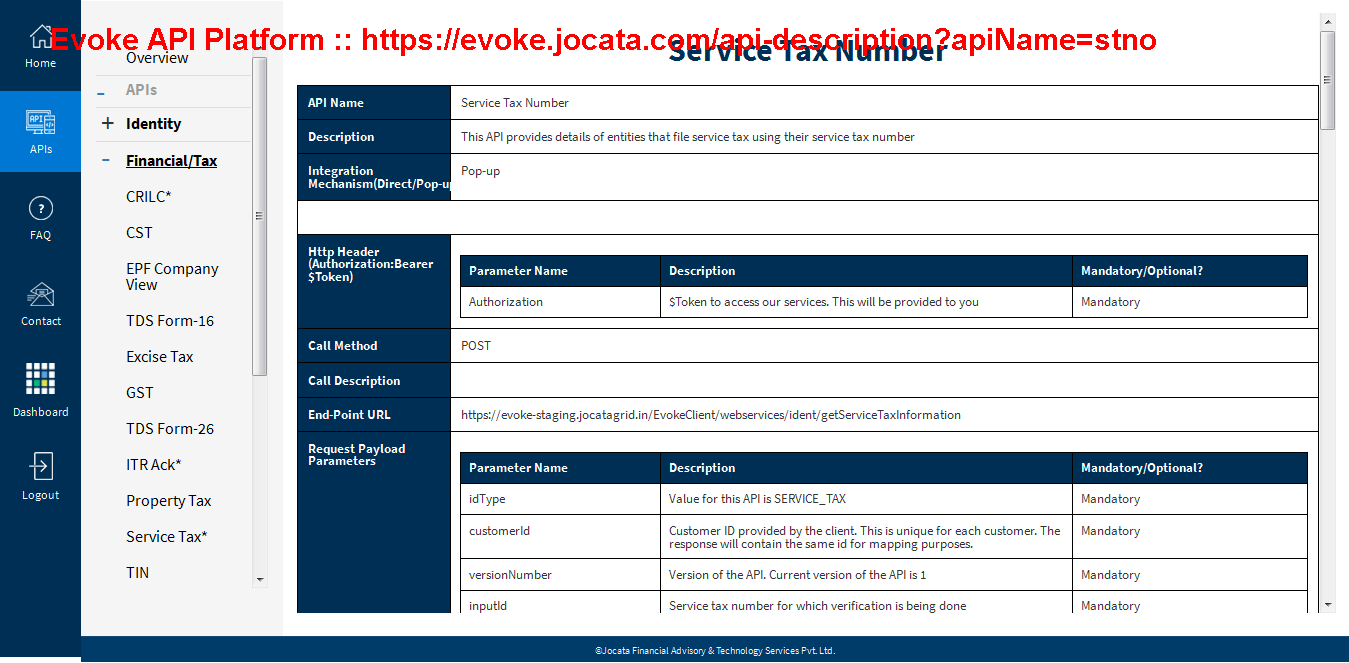 Evoke API Platform :: https://evoke.jocata.com/api-description?apiName=stno
Home
APIs
FAQ
Contact
Dashboard
Logout
Overview
– APIs
+ Identity
– Financial/Tax
CRILC*
CST
EPF Company
View
TDS Form-16
Excise Tax
GST
TDS Form-26
ITR Ack*
Property Tax
Service Tax*
TIN
Service Tax Number
API Name Service Tax Number
Description This API provides details of entities that file service tax using their service tax number
Integration
Mechanism(Direct/Pop-up Pop-up
Http Header
(Authorization:Bearer
$Token)
Parameter Name Description Mandatory/Optional?
Authorization $Token to access our services. This will be provided to you Mandatory
Call Method POST
Call Description
End-Point URL https://evoke-staging.jocatagrid.in/EvokeClient/webservices/ident/getServiceTaxInformation
Request Payload
Parameters
Parameter Name Description Mandatory/Optional?
idType Value for this API is SERVICE_TAX Mandatory
customerId Customer ID provided by the client. This is unique for each customer. The Mandatory
response will contain the same id for mapping purposes.
versionNumber Version of the API. Current version of the API is 1 Mandatory
inputId Service tax number for which verification is being done Mandatory
©Jocata Financial Advisory & Technology Services Pvt. Ltd.